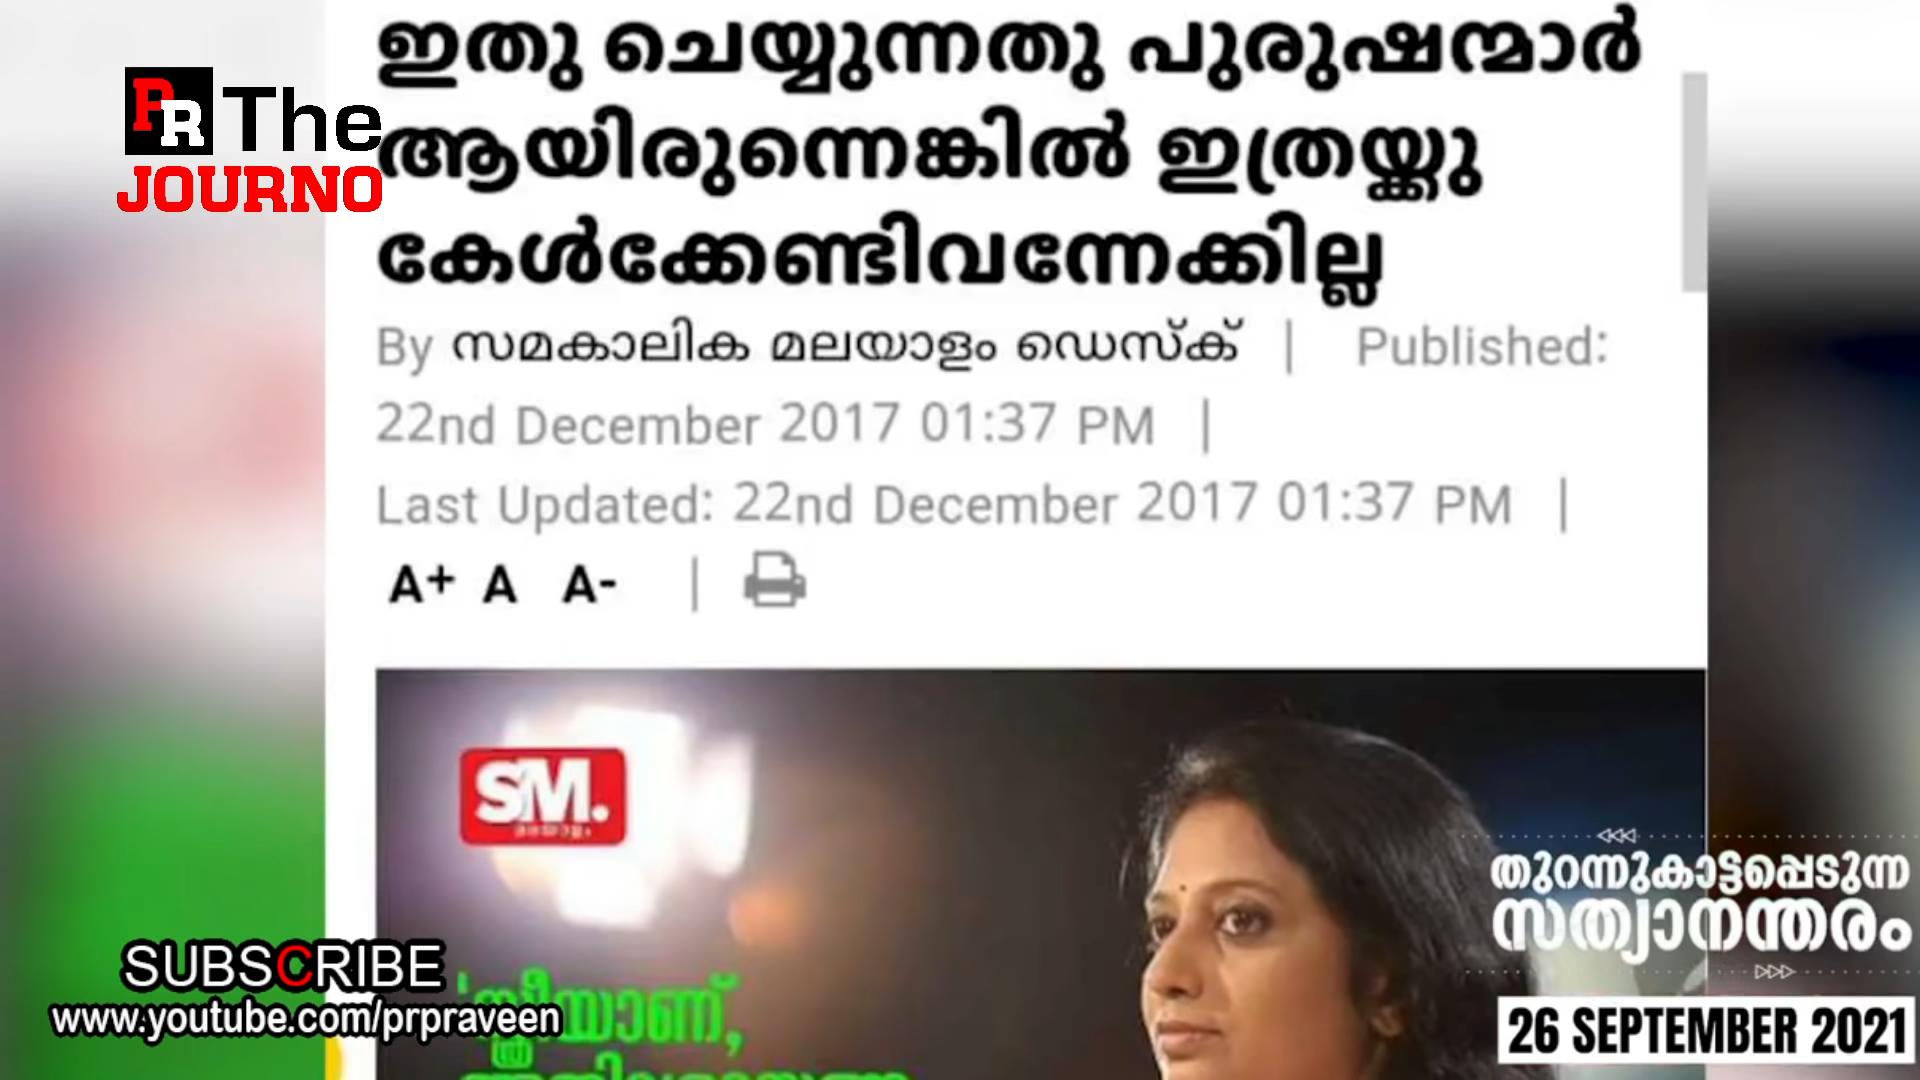 ഇതു ചെയ്യുന്നതു പുരുഷന്മാർ
ആയിരുന്നെങ്കിൽ ഇത്രയ്ക്കു
കേൾക്കേണ്ടിവന്നേക്കില്ല
PR The
JOURNO
By സമകാലിക മലയാളം ഡെസ്ക് | Published:
22nd December 2017 01:37 PM |
Last Updated: 22nd December 2017 01:37 PM |
A+ A A- |
SM.
മലയാളം
'സ്ത്രീയാണ്,
തുറന്നുകാട്ടപ്പെടുന്ന
സത്യാനന്തരം
26 SEPTEMBER 2021
SUBSCRIBE
www.youtube.com/prpraveen